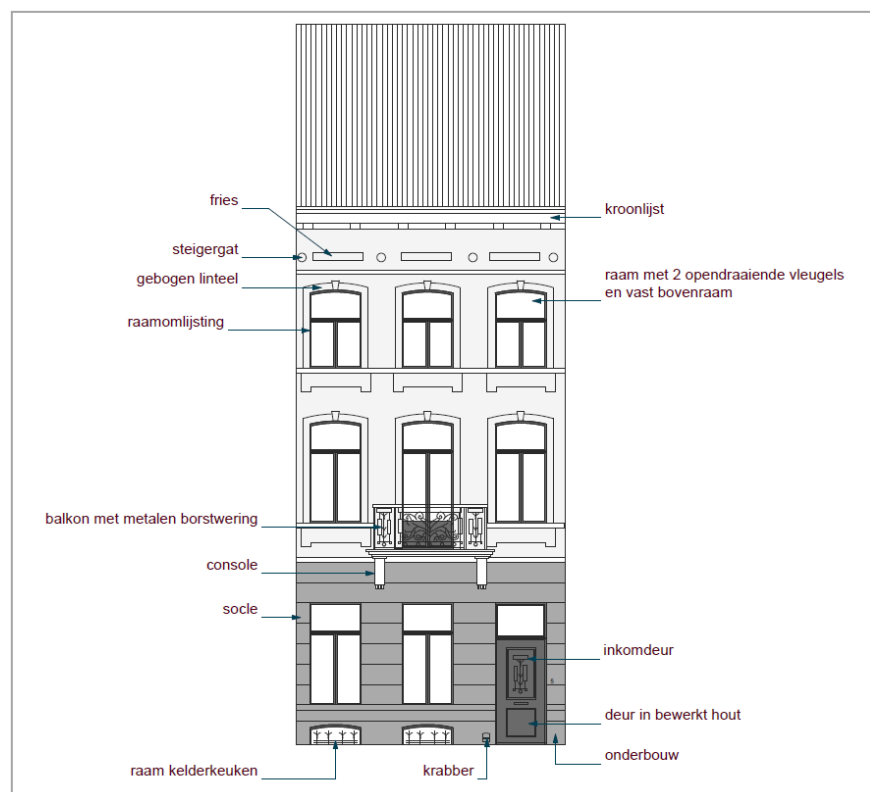 fries
kroonlijst
steigergat
gebogen linteel
raam met 2 opendraaiende vleugels
en vast bovenraam
raamomlijsting
balkon met metalen borstwering
console
socle
inkomdeur
deur in bewerkt hout
onderbouw
raam kelderkeuken
krabber